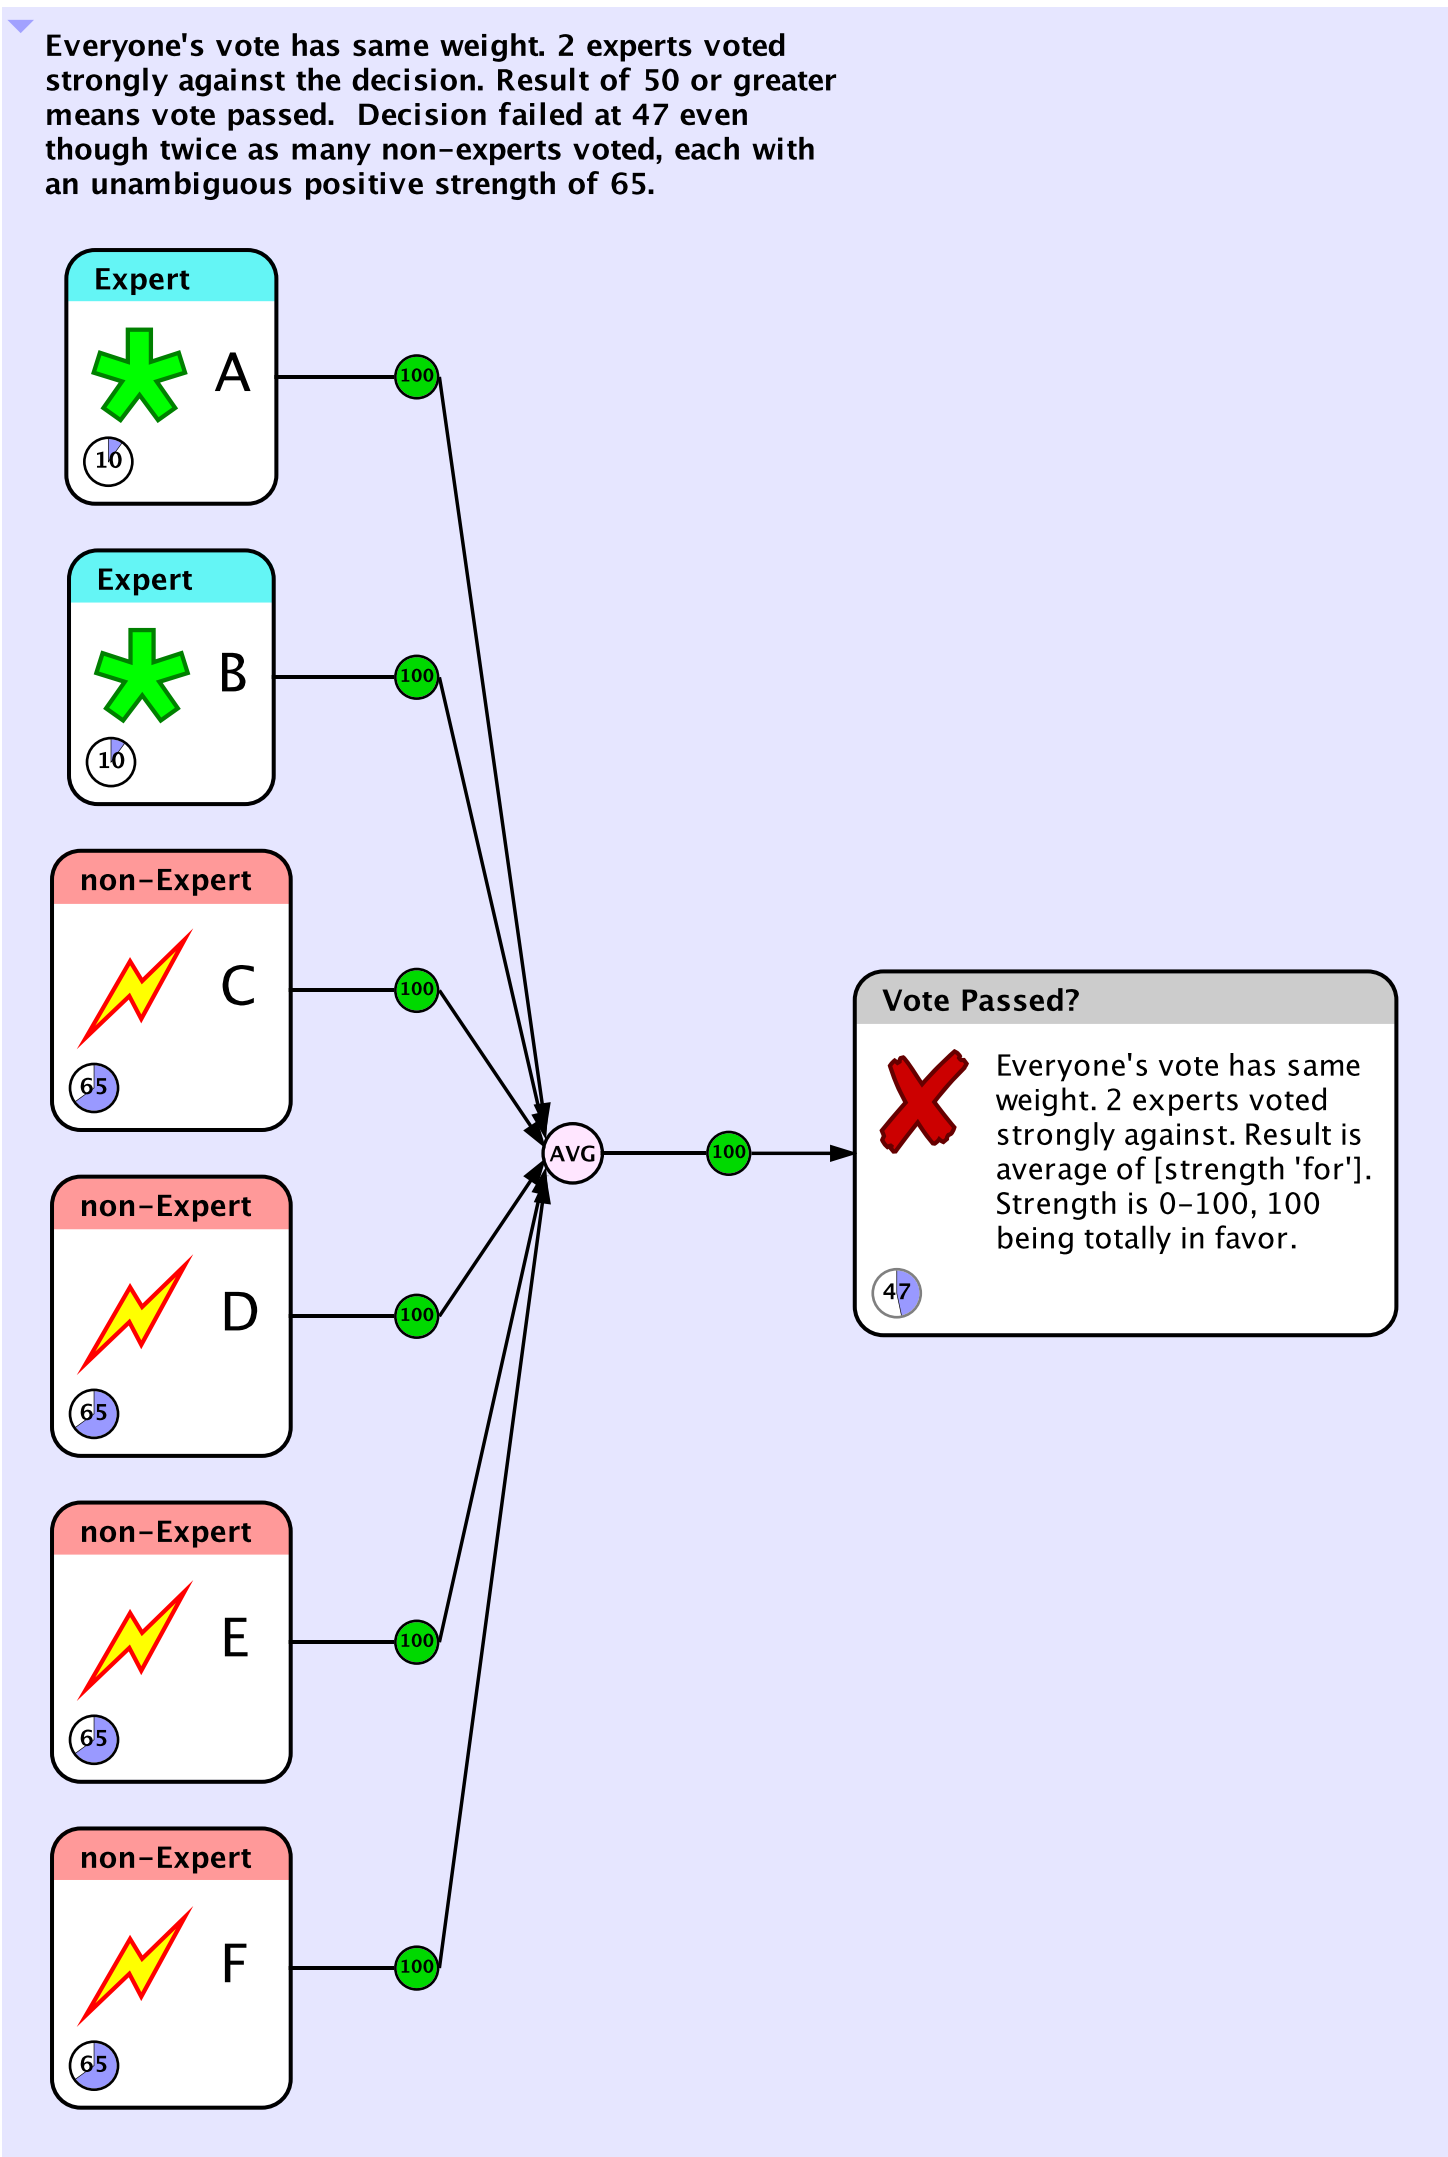 Everyone's vote has same weight. 2 experts voted
strongly against the decision. Result of 50 or greater
means vote passed.  Decision failed at 47 even
though twice as many non-experts voted, each with
an unambiguous positive strength of 65.
Expert
A
100
10
Expert
B
100
10
non-Expert
C
100
65
non-Expert
D
100
65
non-Expert
E
100
65
non-Expert
F
100
65
AVG
100
Vote Passed?
Everyone's vote has same
weight. 2 experts voted
strongly against. Result is
average of [strength 'for'].
Strength is 0-100, 100
being totally in favor.
47